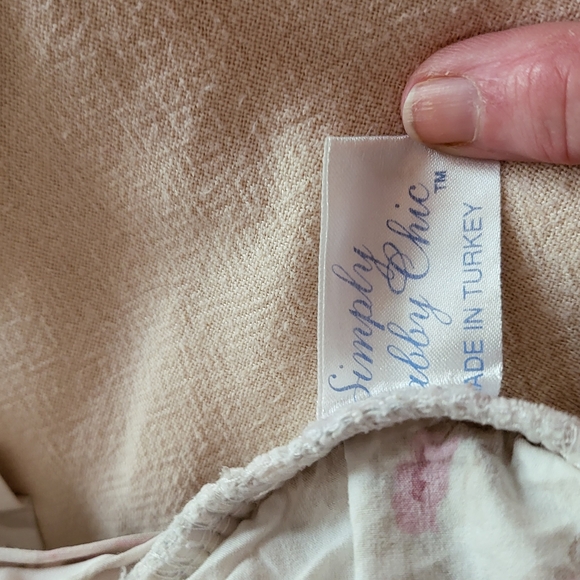 Simply
abby Chic™
ADE IN TURKEY